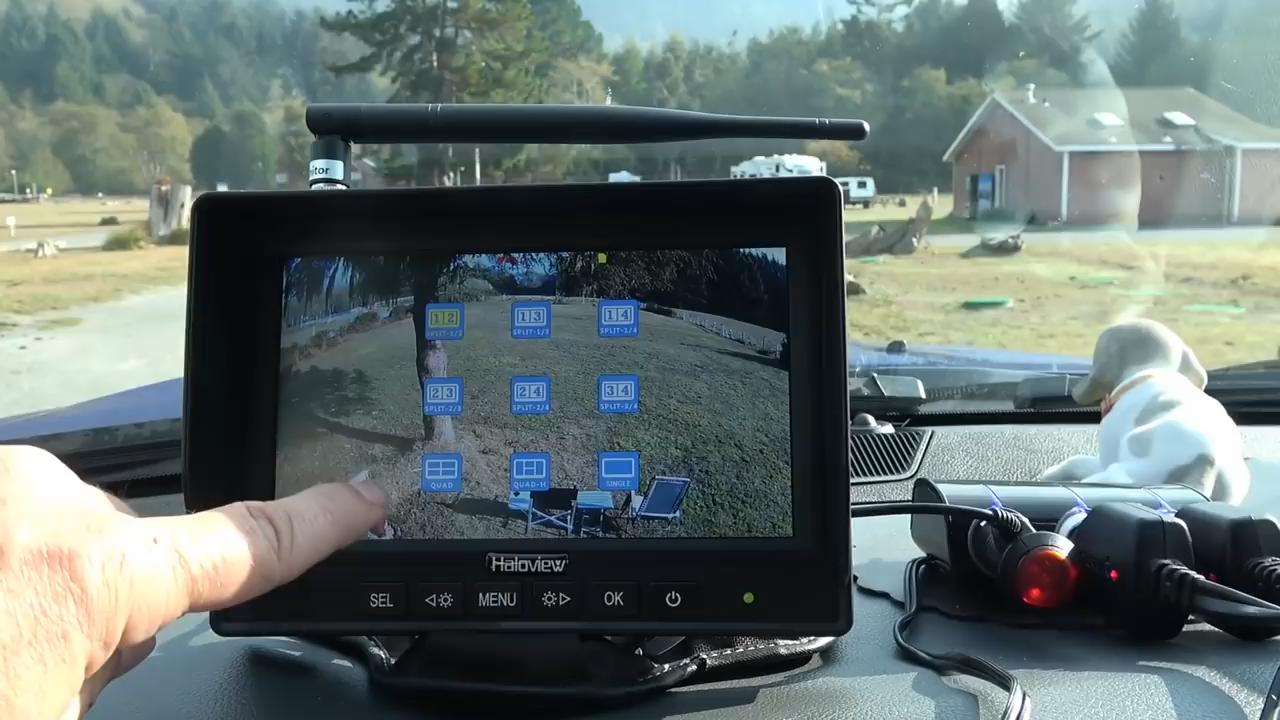 itor
12 13 14
SPLIT-1/2 SPLIT-1/3 SPLIT-1/4
23 24 34
SPLIT-2/3 SPLIT-2/4 SPLIT-3/4
QUAD QUAD-H SINGLE
Haloview
SEL MENU OK